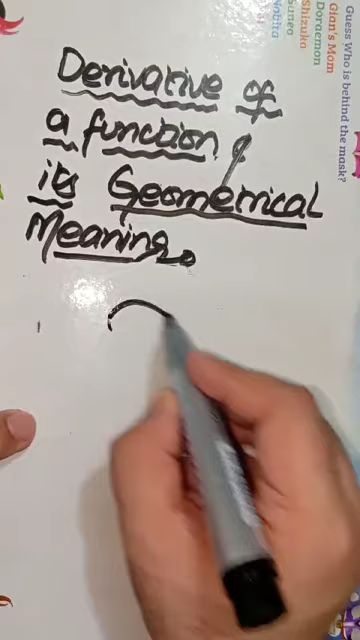 Derivative of
a function &
its Geometrical
Meaning.
Guess Who is behind the mask?
Gian's Mom
Doraemon
Shizuka
Suneo
Nobita